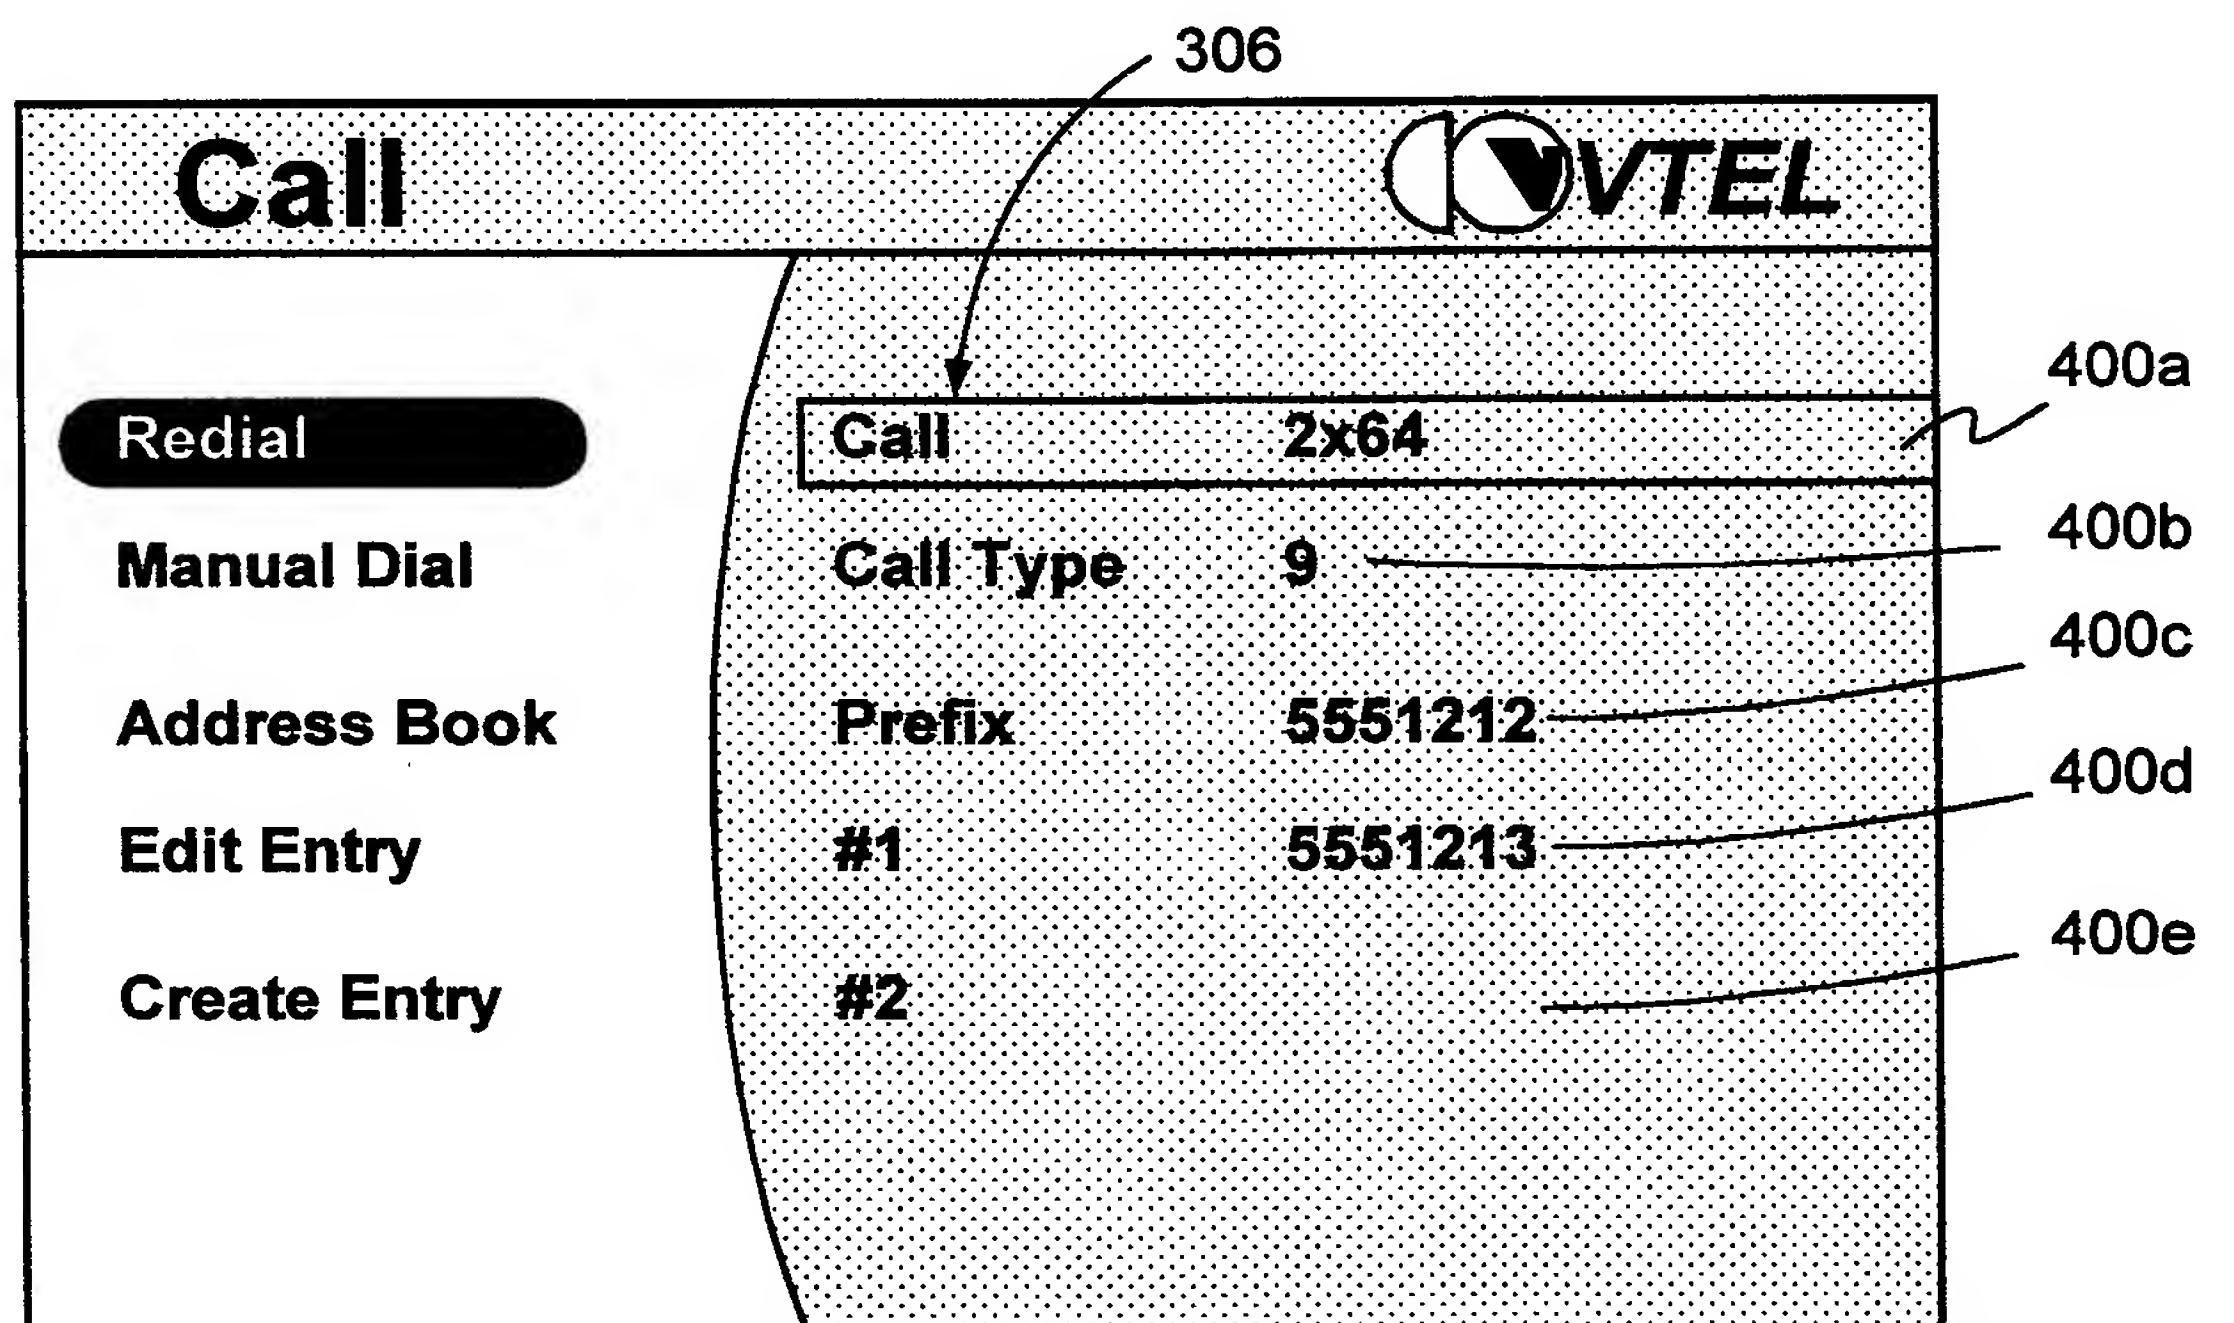 306
Call
VTEL
Redial
Manual Dial
Address Book
Edit Entry
Create Entry
Call 2x64
Call Type 9
Prefix 5551212
#1 5551213
#2
400a
400b
400c
400d
400e